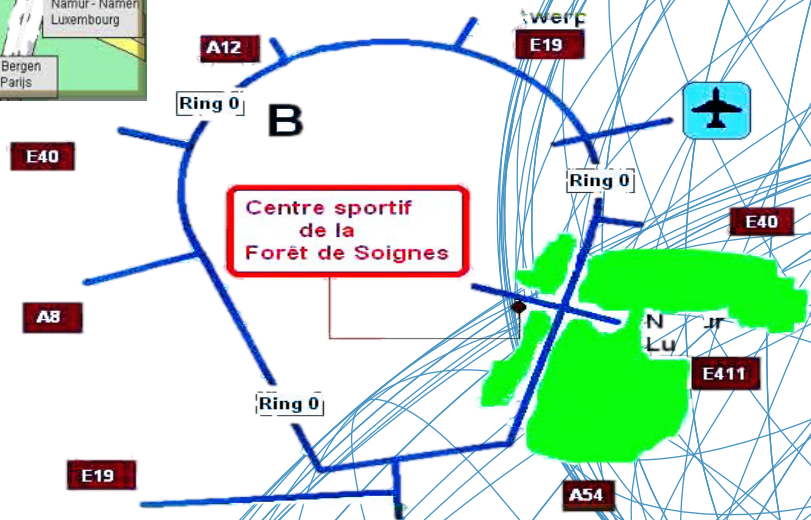 Namur - Namen
Luxembourg
Bergen
Parijs
A12
E19
Ring 0
B
E40
Ring 0
E40
Centre sportif
de la
Forêt de Soignes
A8
E411
Ring 0
E19
A54